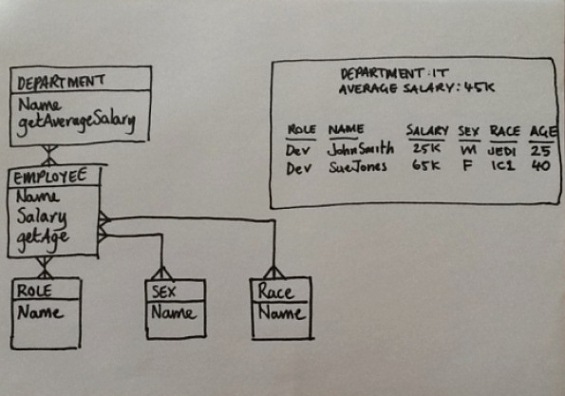 DEPARTMENT
Name
getAverageSalary
EMPLOYEE
Name
Salary
getAge
ROLE
Name
SEX
Name
Race
Name
DEPARTMENT:IT
AVERAGE SALARY:45K
ROLE NAME SALARY SEX RACE AGE
Dev JohnSmith 25K M JEDI 25
Dev SueJones 65K F IC1 40